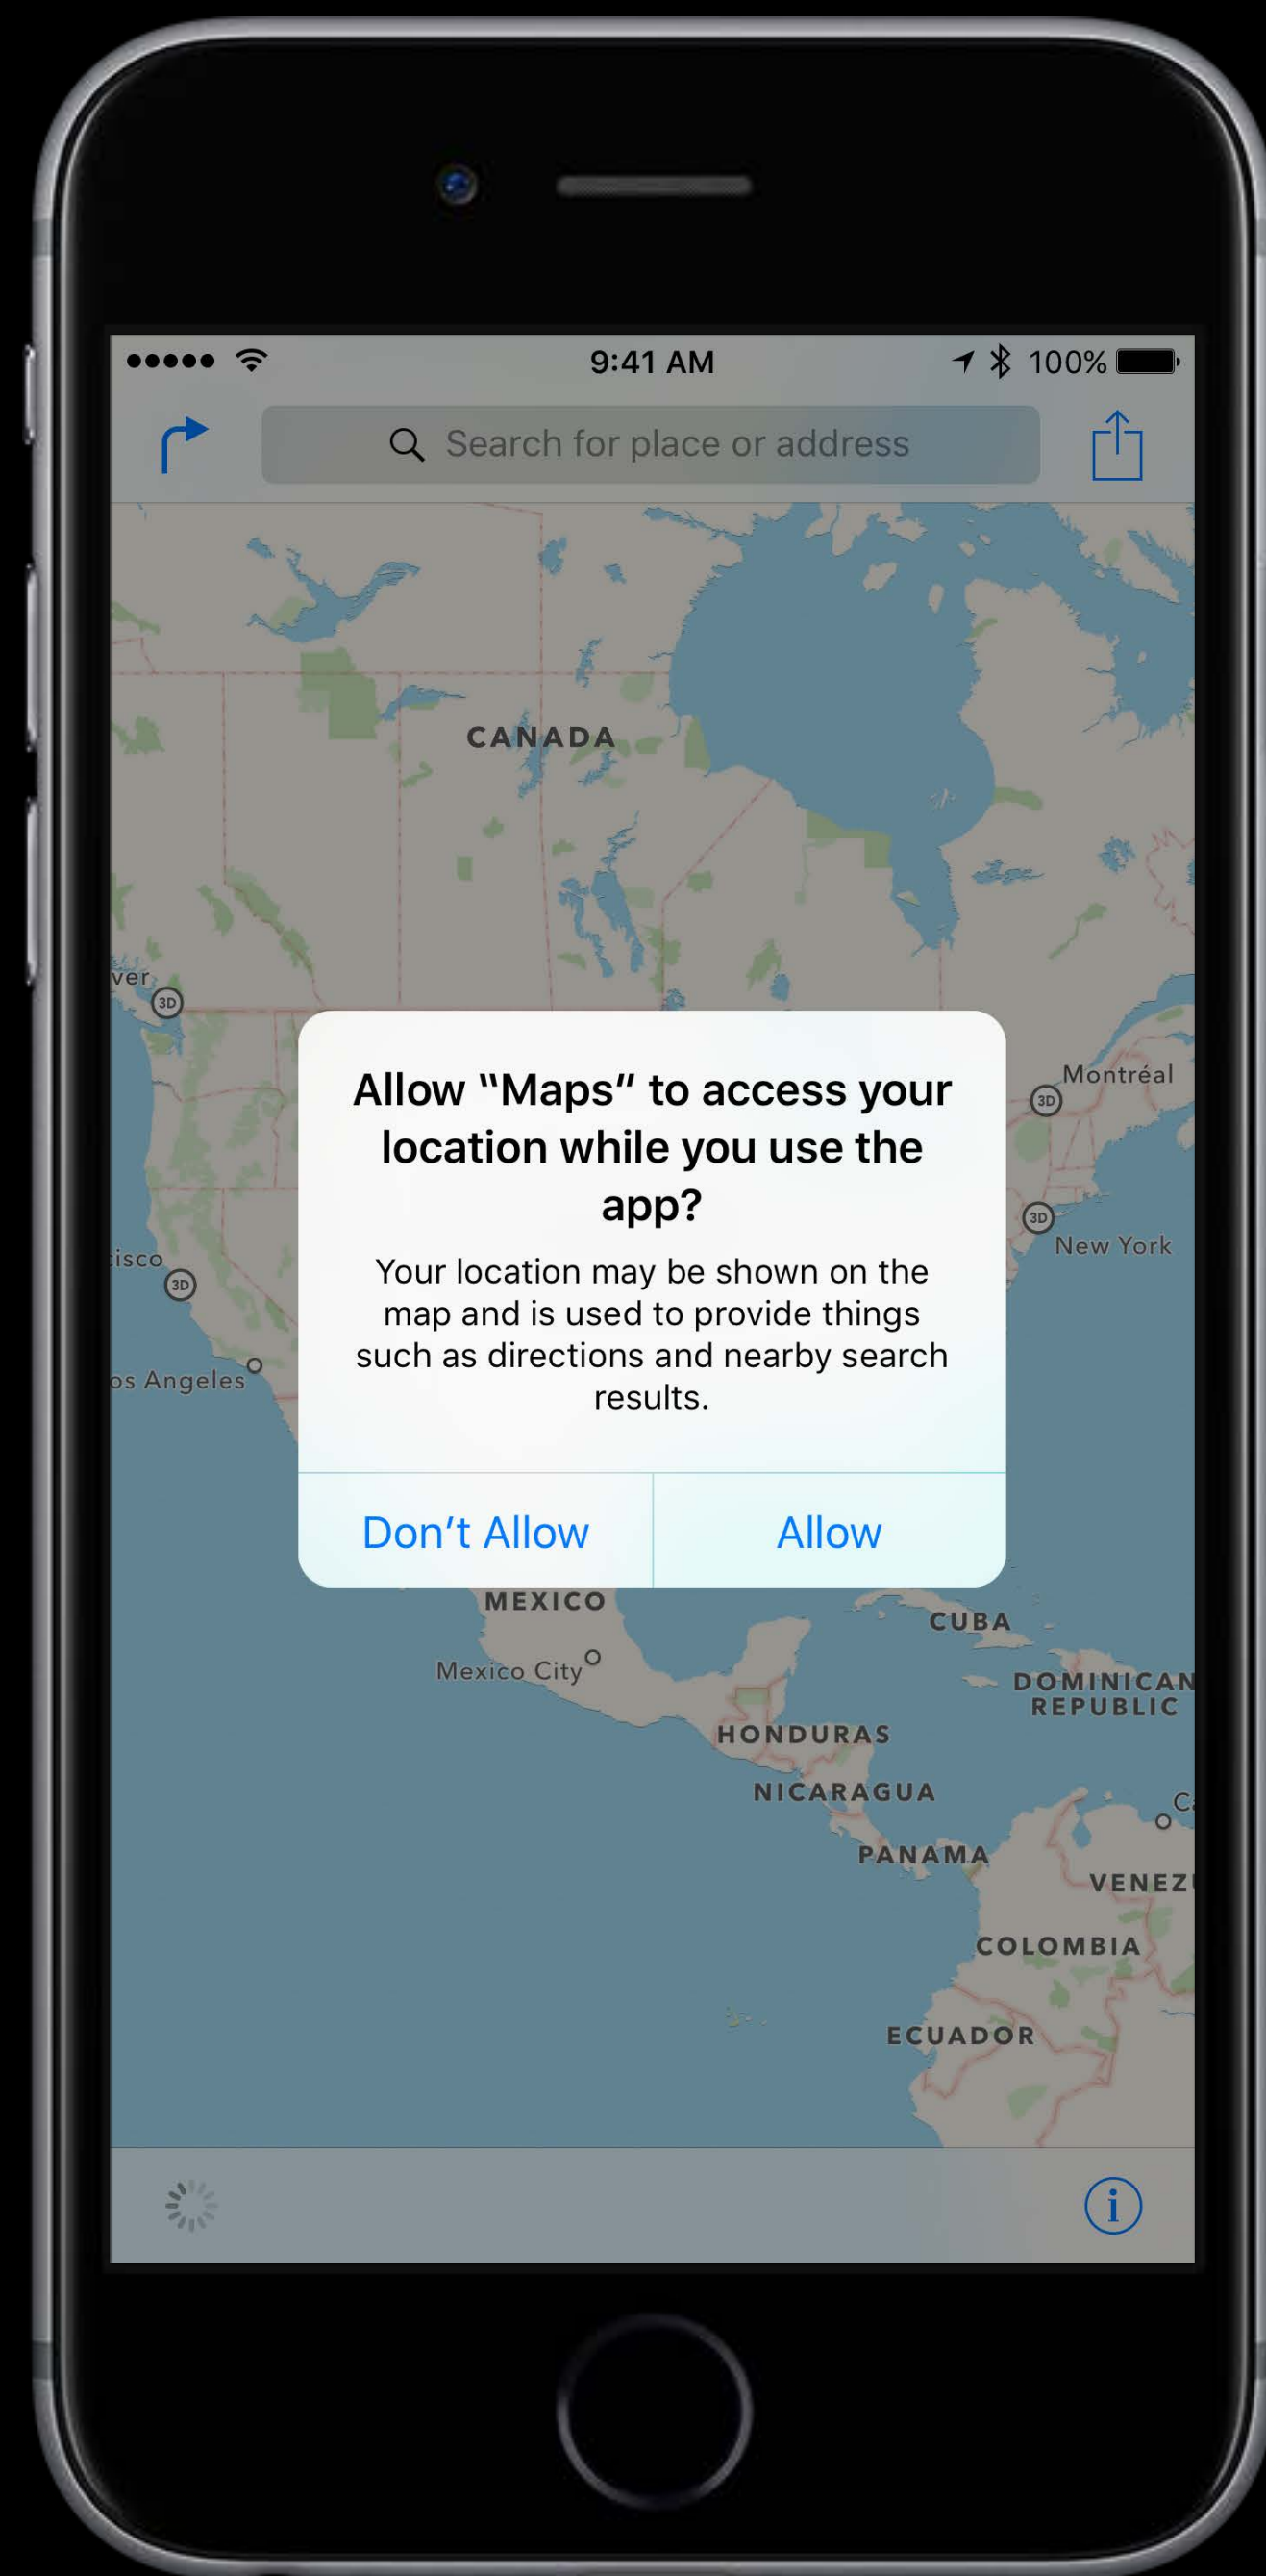 9:41 AM 100%
Search for place or address
CANADA
ver
3D
Montréal
3D
Allow “Maps” to access your
location while you use the
app?
3D
New York
isco
3D
Your location may be shown on the
map and is used to provide things
such as directions and nearby search
results.
os Angeles
Don’t Allow Allow
MEXICO
CUBA
Mexico City
DOMINICAN
REPUBLIC
HONDURAS
NICARAGUA
PANAMA
VENEZ
COLOMBIA
ECUADOR
i